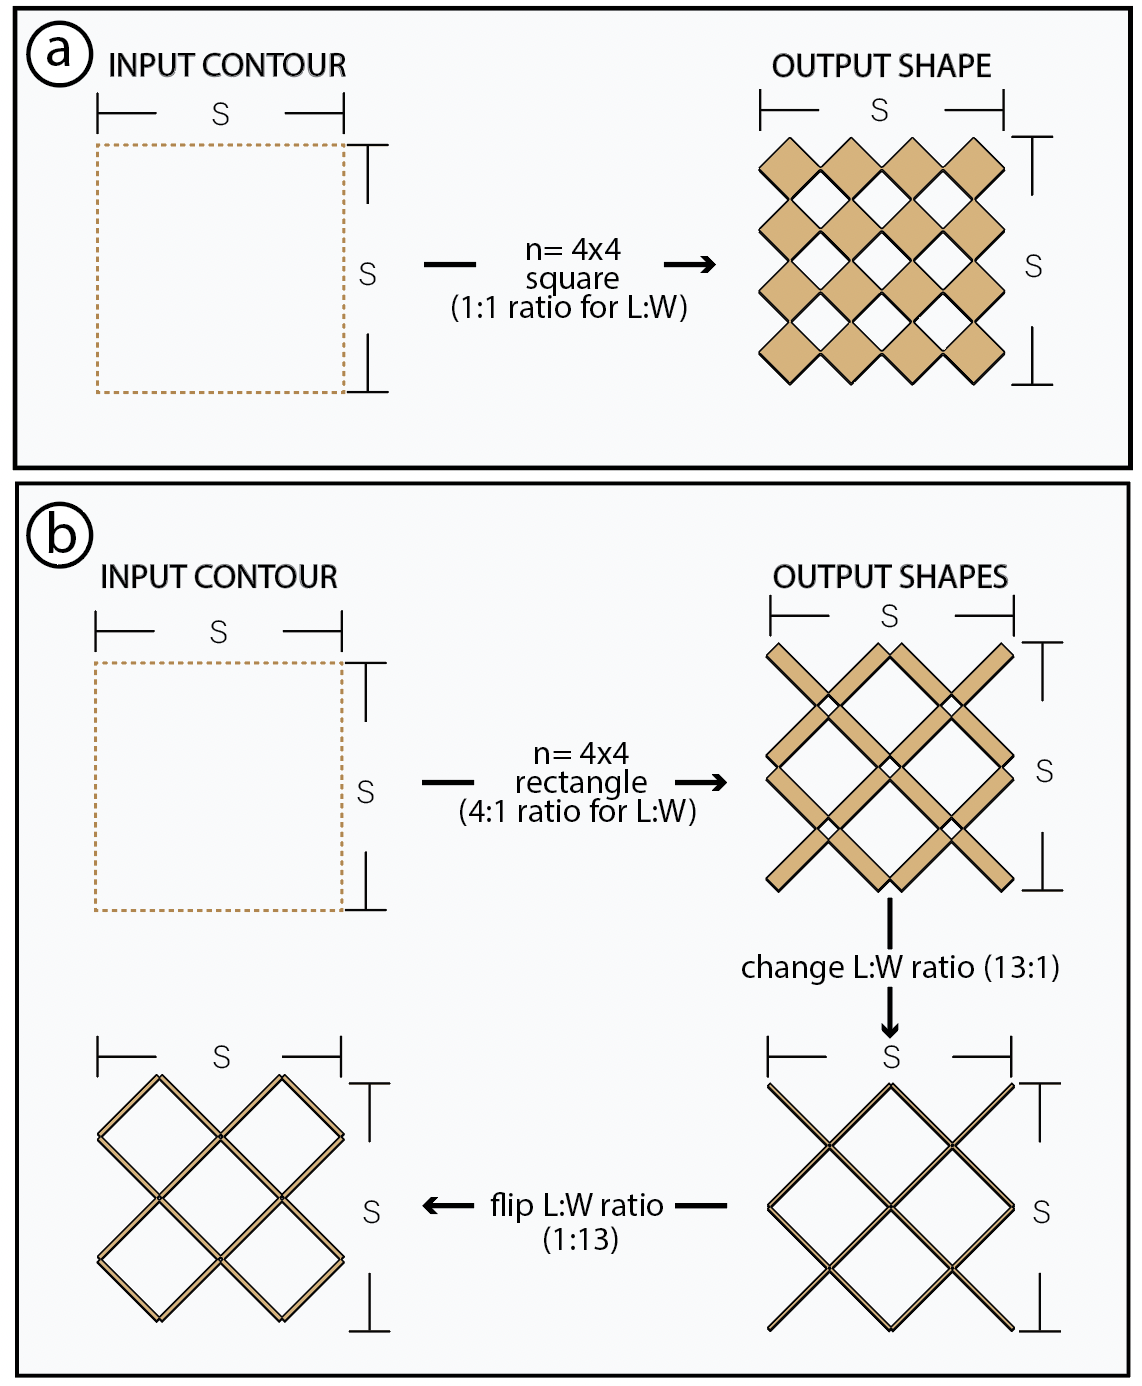 a
INPUT CONTOUR
OUTPUT SHAPE
S
S
S
S
n= 4x4
square
(1:1 ratio for L:W)
b
INPUT CONTOUR
OUTPUT SHAPES
S
S
S
S
n= 4x4
rectangle
(4:1 ratio for L:W)
change L:W ratio (13:1)
S
S
flip L:W ratio
(1:13)
S
S